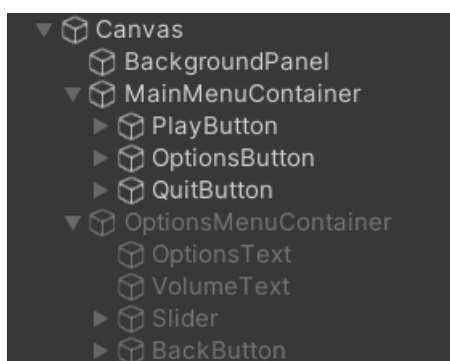 Canvas
BackgroundPanel
MainMenuContainer
PlayButton
OptionsButton
QuitButton
OptionsMenuContainer
OptionsText
VolumeText
Slider
BackButton